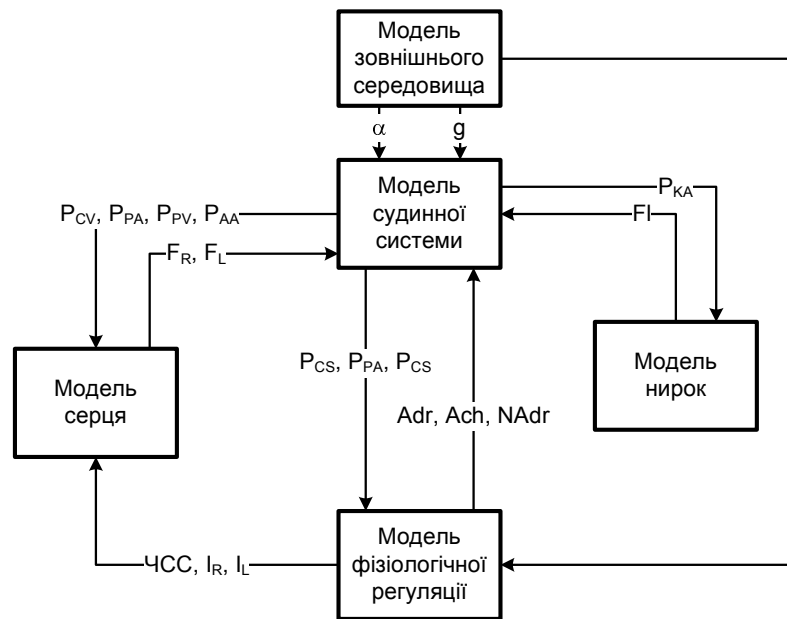 Модель
зовнішнього
середовища
α g
Модель
судинної
системи
P_KA
FI
P_CV, P_PA, P_PV, P_AA
F_R, F_L
Модель
серця
Модель
нирок
P_CS, P_PA, P_CS
Adr, Ach, NAdr
Модель
фізіологічної
регуляції
ЧСС, I_R, I_L